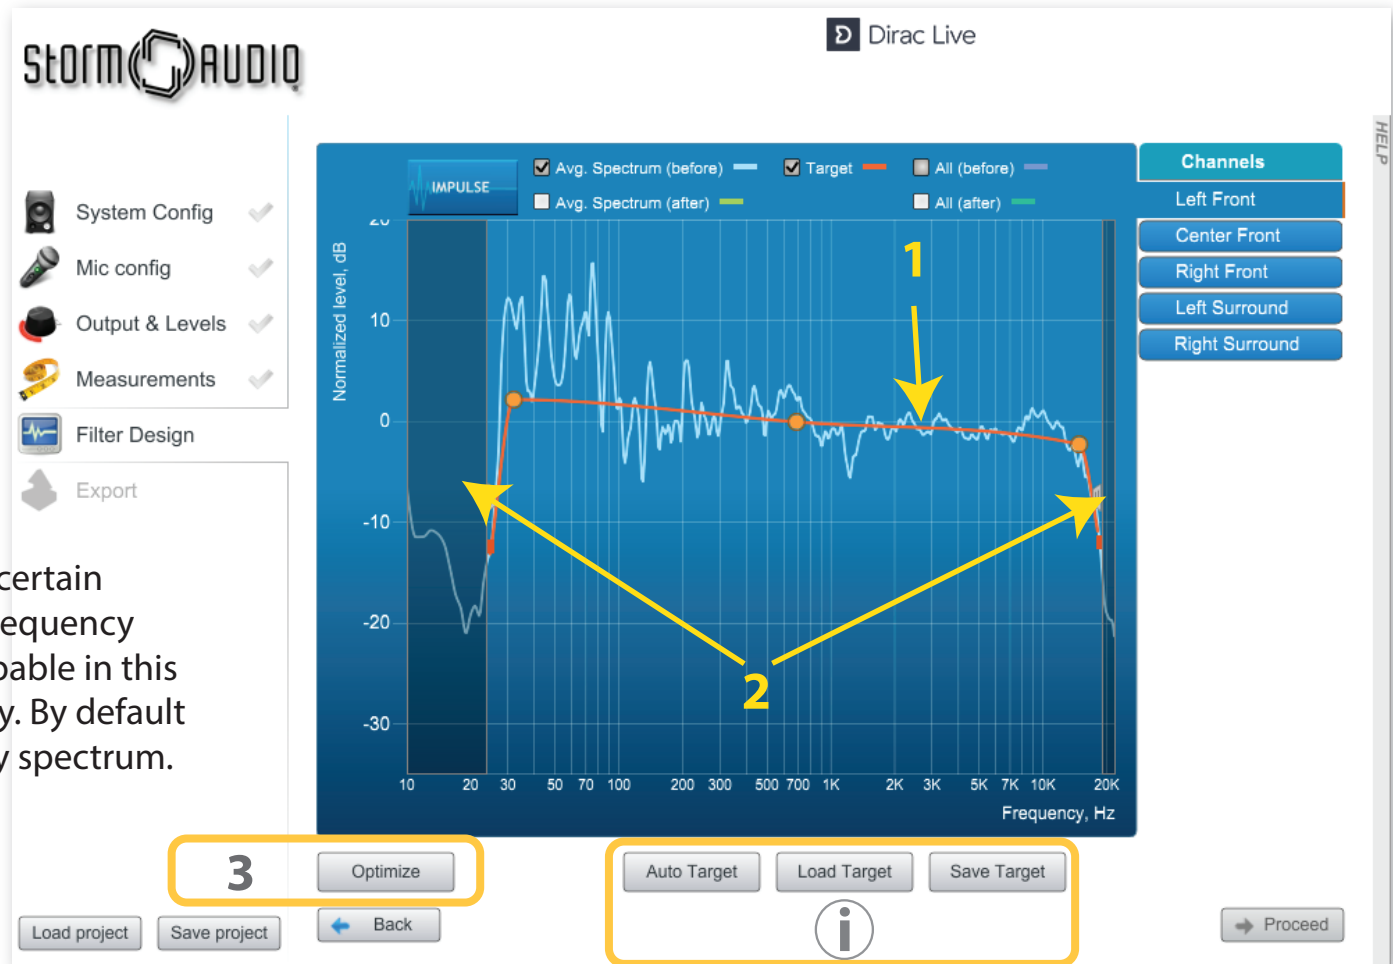 STORM AUDIO
Dirac Live
HELP
System Config
Mic config
Output & Levels
Measurements
Filter Design
Export
certain
equency
pable in this
y. By default
y spectrum.
IMPULSE
Avg. Spectrum (before)
Target
All (before)
Avg. Spectrum (after)
All (after)
Normalized level, dB
20
10
0
-10
-20
-30
10 20 30 50 70 100 200 300 500 700 1K 2K 3K 5K 7K 10K 20K
Frequency, Hz
1
2
Channels
Left Front
Center Front
Right Front
Left Surround
Right Surround
3
Optimize
Auto Target
Load Target
Save Target
i
Load project
Save project
Back
Proceed